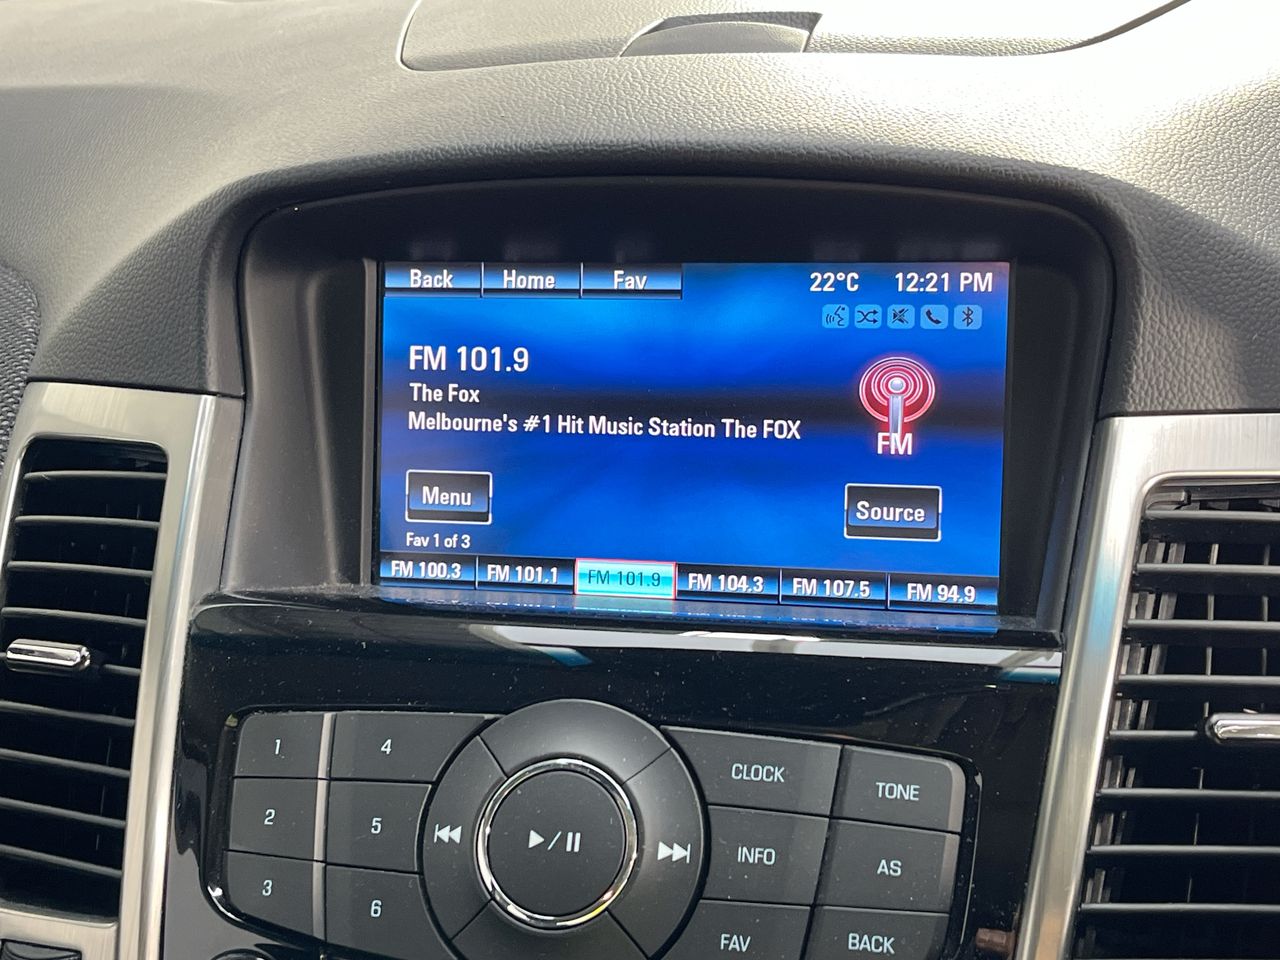 Back Home Fav 22°C 12:21 PM
FM 101.9
The Fox
Melbourne's #1 Hit Music Station The FOX
FM
Menu
Source
Fav 1 of 3
FM 100.3 FM 101.1 FM 101.9 FM 104.3 FM 107.5 FM 94.9
1 4 CLOCK TONE
2 5 INFO AS
3 6 FAV BACK